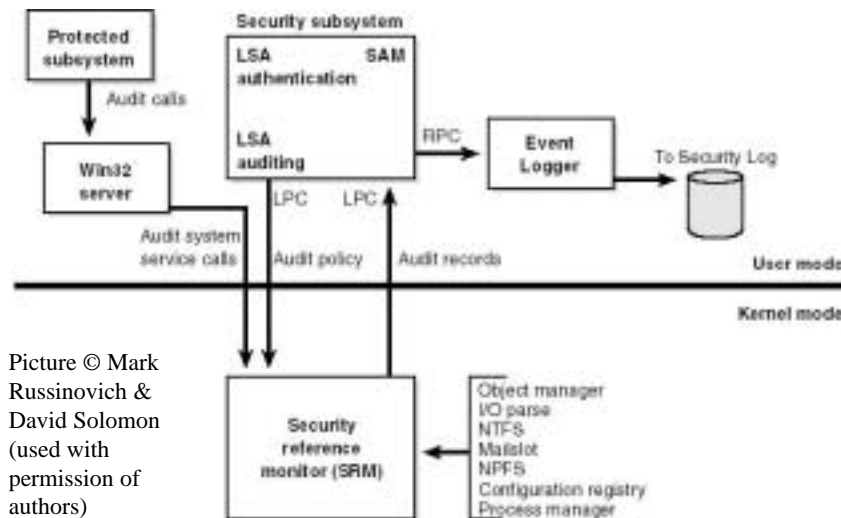 Security subsystem
Protected
subsystem
LSA SAM
authentication
LSA
auditing
Audit calls
Win32
server
RPC
Event
Logger
To Security Log
LPC LPC
Audit system
service calls
Audit policy
Audit records
User mode
Kernel mode
Picture © Mark
Russinovich &
David Solomon
(used with
permission of
authors)
Security
reference
monitor (SRM)
Object manager
I/O parse
NTFS
Mailslot
NPFS
Configuration registry
Process manager